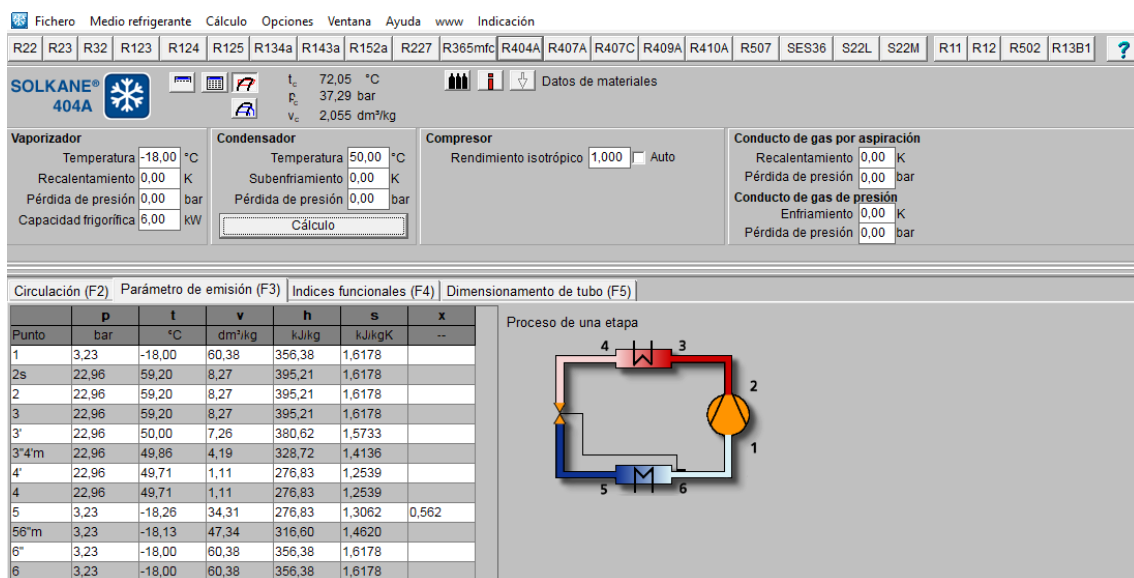 Fichero Medio refrigerante Cálculo Opciones Ventana Ayuda www Indicación
R22 R23 R32 R123 R124 R125 R134a R143a R152a R227 R365mfc R404A R407A R407C R409A R410A R507 SES36 S22L S22M R11 R12 R502 R13B1 ?
SOLKANE®
404A
tc 72,05 °C
pc 37,29 bar
vc 2,055 dm³/kg
Datos de materiales
Vaporizador
Temperatura -18,00 °C
Recalentamiento 0,00 K
Pérdida de presión 0,00 bar
Capacidad frigorífica 6,00 kW
Condensador
Temperatura 50,00 °C
Subenfriamiento 0,00 K
Pérdida de presión 0,00 bar
Cálculo
Compresor
Rendimiento isotrópico 1,000 Auto
Conducto de gas por aspiración
Recalentamiento 0,00 K
Pérdida de presión 0,00 bar
Conducto de gas de presión
Enfriamiento 0,00 K
Pérdida de presión 0,00 bar
Circulación (F2) Parámetro de emisión (F3) Indices funcionales (F4) Dimensionamento de tubo (F5)
p t v h s x
Punto bar °C dm³/kg kJ/kg kJ/kgK --
1 3,23 -18,00 60,38 356,38 1,6178
2s 22,96 59,20 8,27 395,21 1,6178
2 22,96 59,20 8,27 395,21 1,6178
3 22,96 59,20 8,27 395,21 1,6178
3' 22,96 50,00 7,26 380,62 1,5733
3"4'm 22,96 49,86 4,19 328,72 1,4136
4' 22,96 49,71 1,11 276,83 1,2539
4 22,96 49,71 1,11 276,83 1,2539
5 3,23 -18,26 34,31 276,83 1,3062 0,562
56"m 3,23 -18,13 47,34 316,60 1,4620
6" 3,23 -18,00 60,38 356,38 1,6178
6 3,23 -18,00 60,38 356,38 1,6178
Proceso de una etapa
4 3
2
1
5 6